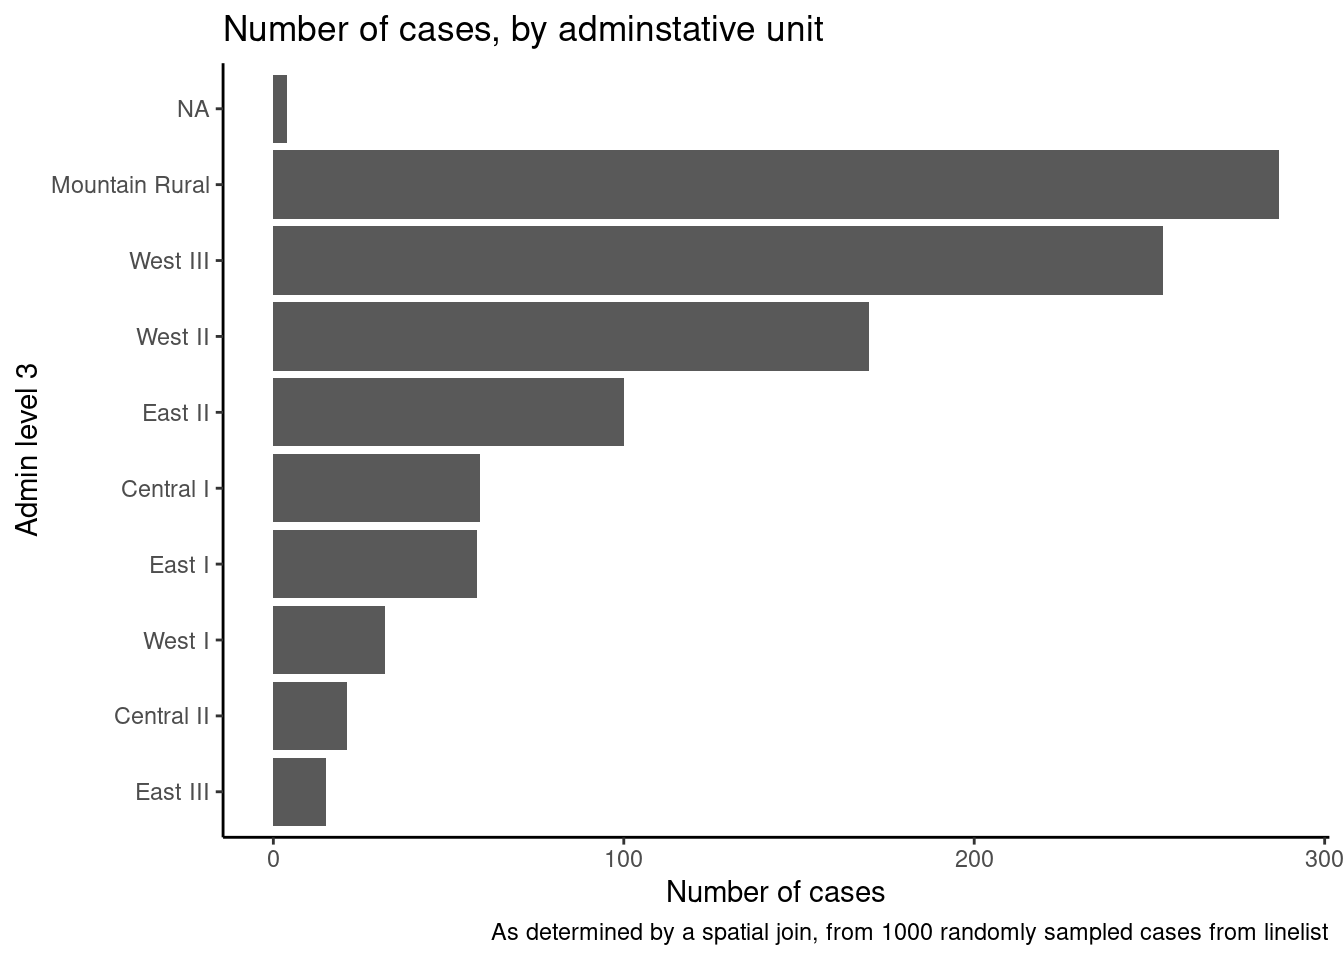 Number of cases, by adminstative unit
Admin level 3
NA
Mountain Rural
West III
West II
East II
Central I
East I
West I
Central II
East III
0 100 200 300
Number of cases
As determined by a spatial join, from 1000 randomly sampled cases from linelist